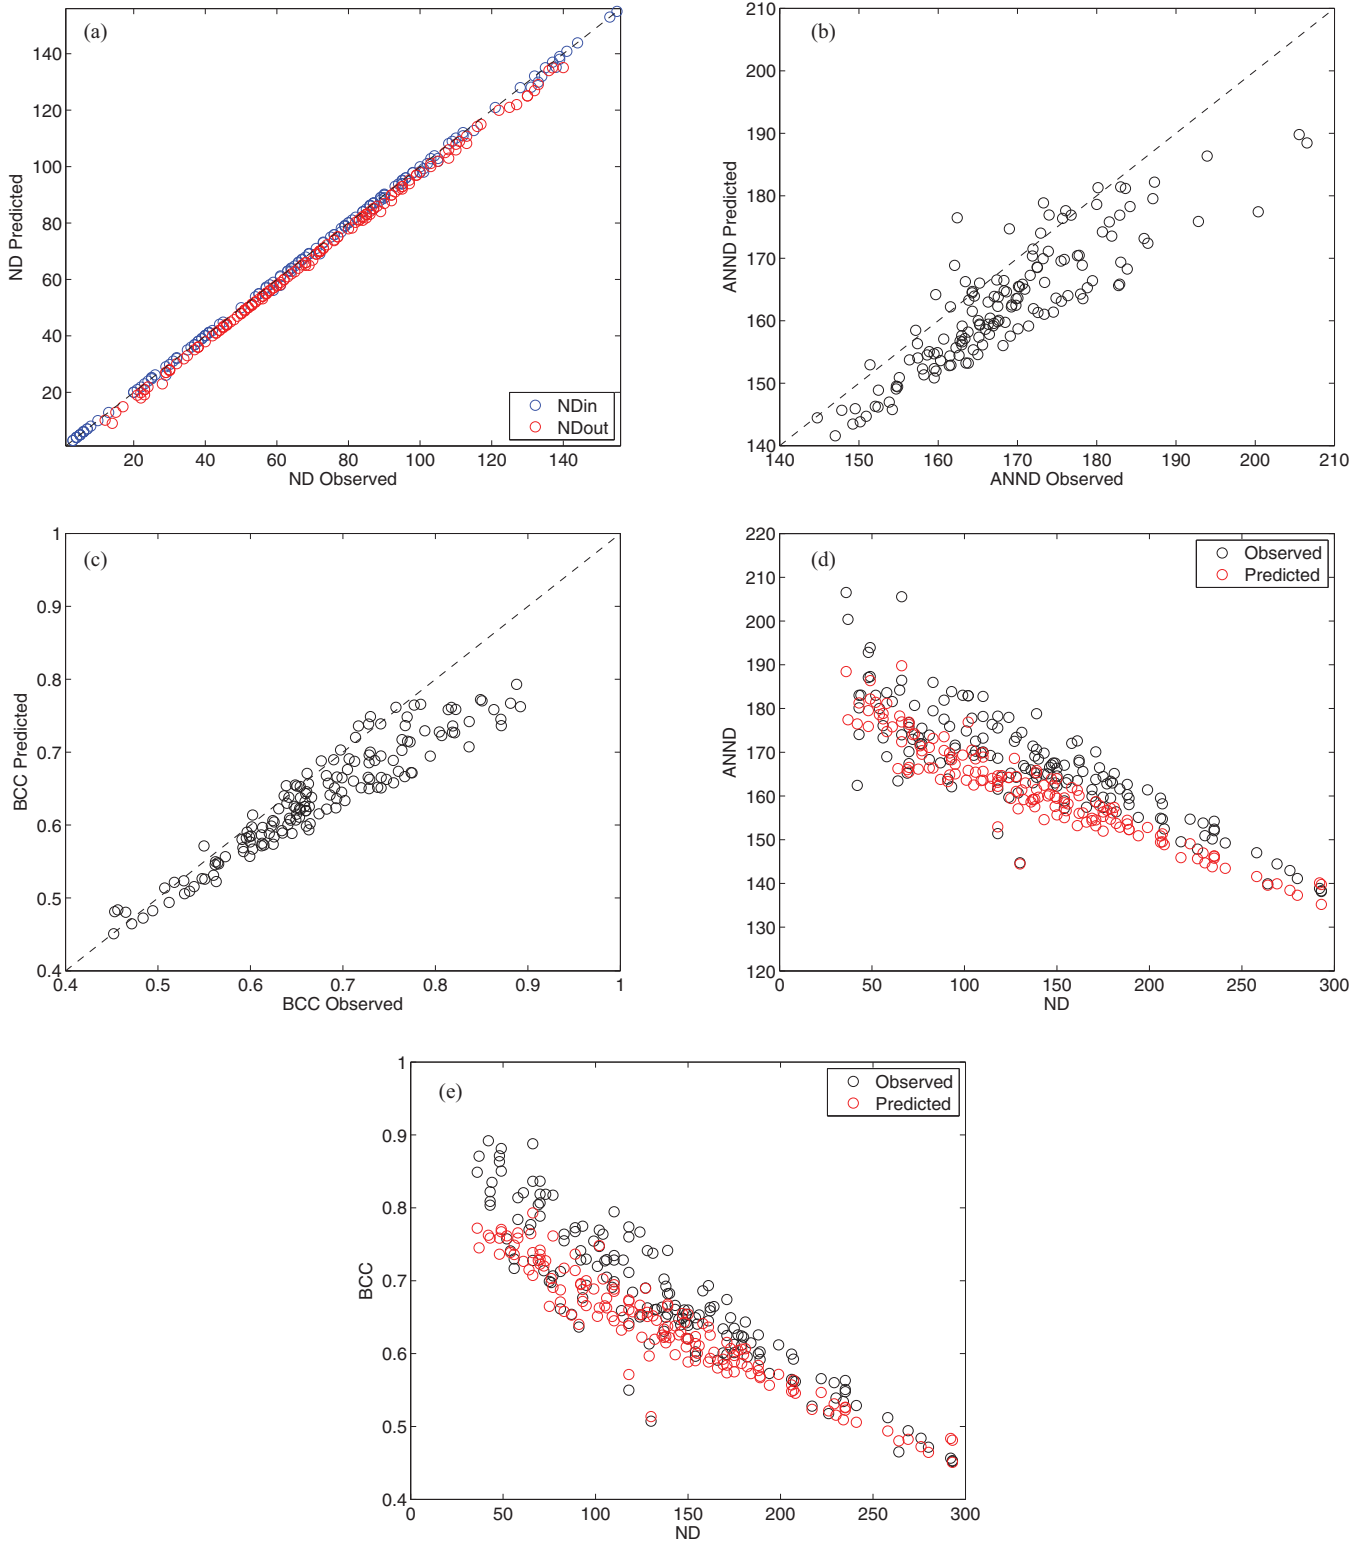 (a)
ND Predicted
140
120
100
80
60
40
20
20 40 60 80 100 120 140
ND Observed
NDin
NDout
(b)
ANND Predicted
210
200
190
180
170
160
150
140
140 150 160 170 180 190 200 210
ANND Observed
(c)
BCC Predicted
1
0.9
0.8
0.7
0.6
0.5
0.4
0.4 0.5 0.6 0.7 0.8 0.9 1
BCC Observed
(d)
ANND
220
210
200
190
180
170
160
150
140
130
120
0 50 100 150 200 250 300
ND
Observed
Predicted
(e)
BCC
1
0.9
0.8
0.7
0.6
0.5
0.4
0 50 100 150 200 250 300
ND
Observed
Predicted